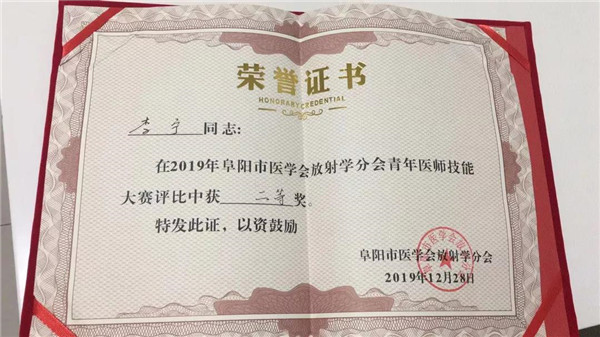 荣誉证书
HONORARY CREDENTIAL
李宁 同志:
在2019年阜阳市医学会放射学分会青年医师技能
大赛评比中获 二等 奖。
特发此证，以资鼓励
阜阳市医学会放射学分会
2019年12月28日